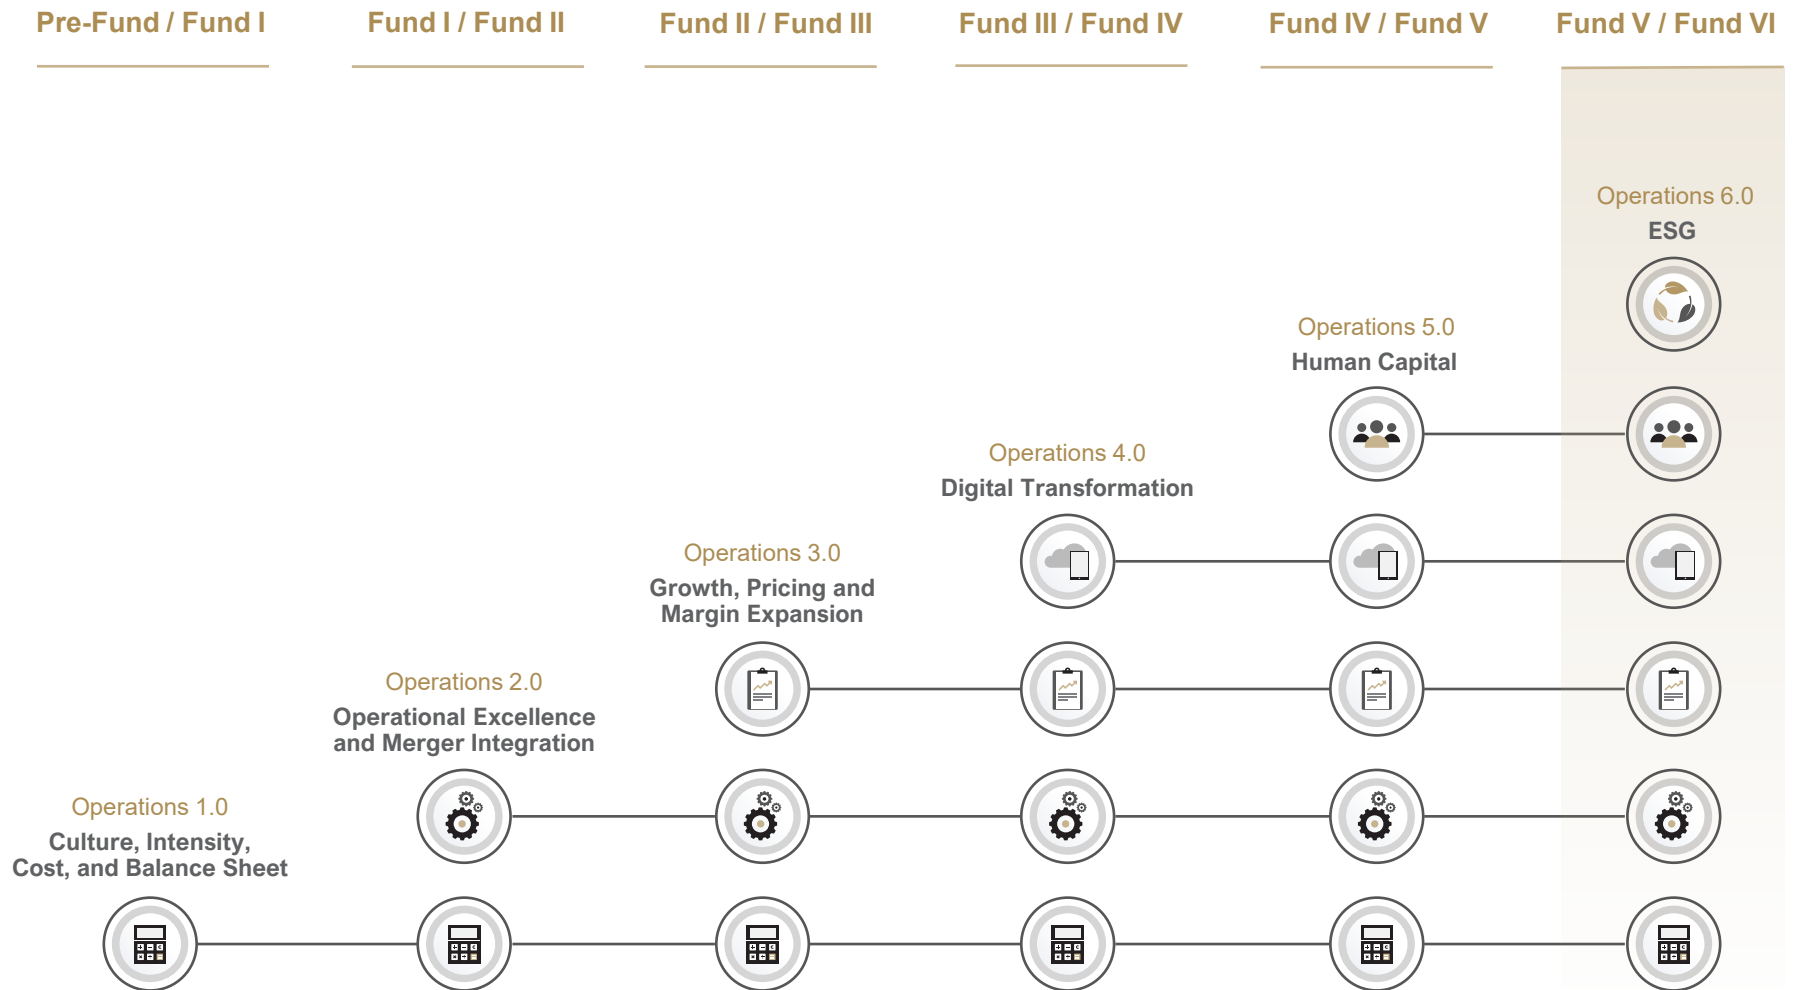 Pre-Fund / Fund I
Fund I / Fund II
Fund II / Fund III
Fund III / Fund IV
Fund IV / Fund V
Fund V / Fund VI
Operations 6.0
ESG
Operations 5.0
Human Capital
Operations 4.0
Digital Transformation
Operations 3.0
Growth, Pricing and
Margin Expansion
Operations 2.0
Operational Excellence
and Merger Integration
Operations 1.0
Culture, Intensity,
Cost, and Balance Sheet